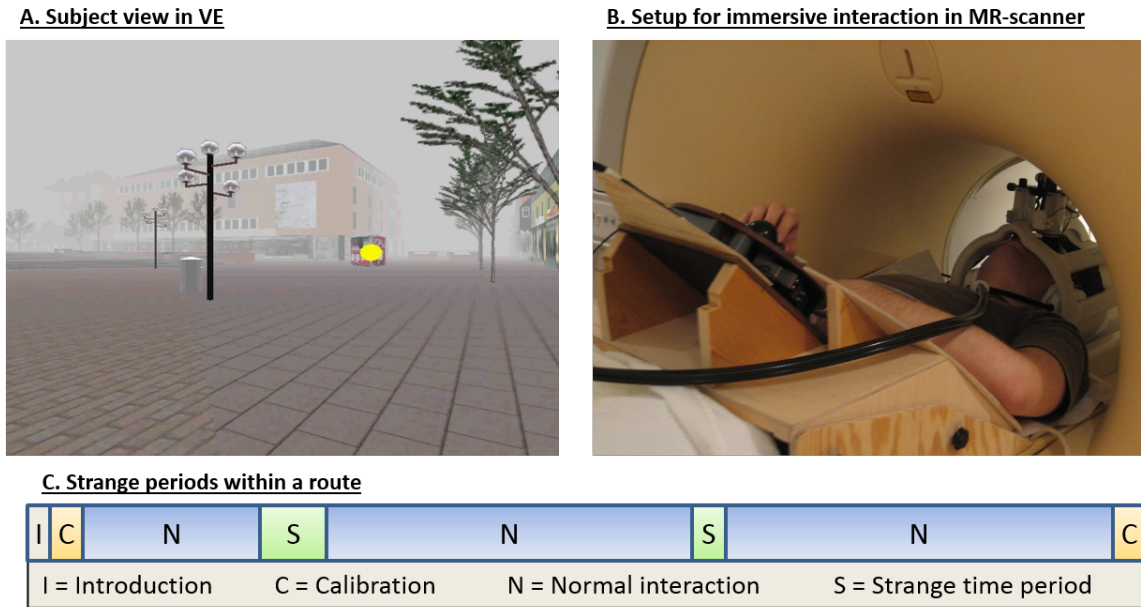 A. Subject view in VE
B. Setup for immersive interaction in MR-scanner
C. Strange periods within a route
I C N S N S N C
I = Introduction C = Calibration N = Normal interaction S = Strange time period